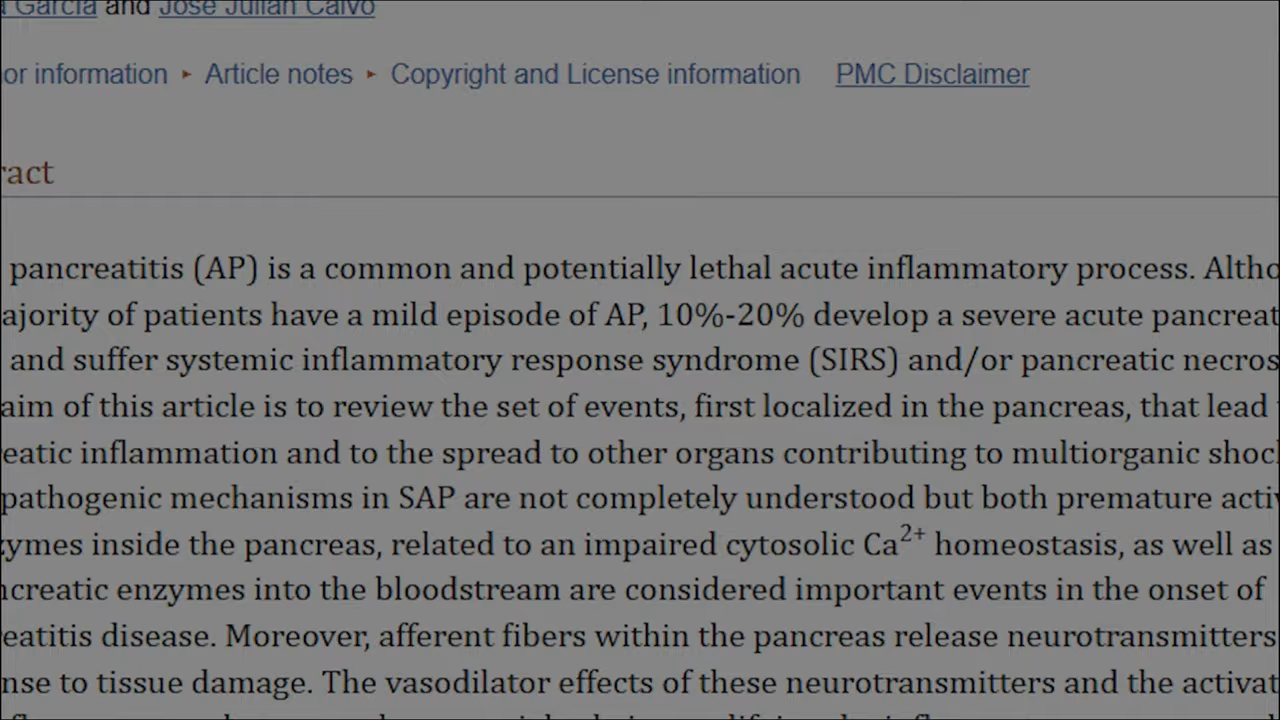 García and José Julián Calvo
or information ▸ Article notes ▸ Copyright and License information PMC Disclaimer
ract
pancreatitis (AP) is a common and potentially lethal acute inflammatory process. Altho
ajority of patients have a mild episode of AP, 10%-20% develop a severe acute pancreat
and suffer systemic inflammatory response syndrome (SIRS) and/or pancreatic necros
aim of this article is to review the set of events, first localized in the pancreas, that lead
eatic inflammation and to the spread to other organs contributing to multiorganic shoc
pathogenic mechanisms in SAP are not completely understood but both premature activ
zymes inside the pancreas, related to an impaired cytosolic Ca2+ homeostasis, as well as
ncreatic enzymes into the bloodstream are considered important events in the onset of
eatitis disease. Moreover, afferent fibers within the pancreas release neurotransmitters
nse to tissue damage. The vasodilator effects of these neurotransmitters and the activat